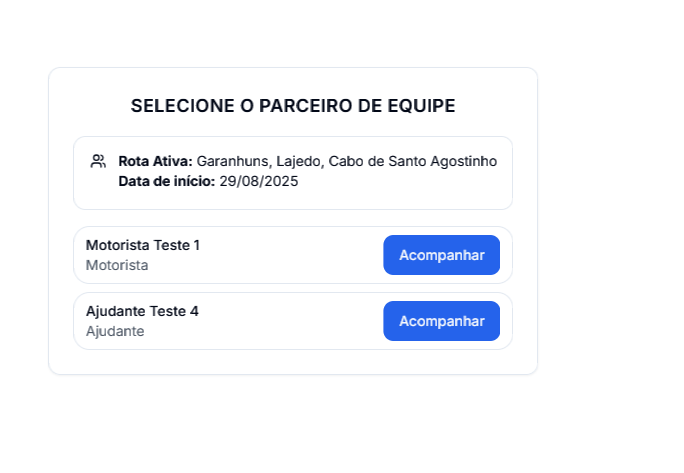 SELECIONE O PARCEIRO DE EQUIPE
Rota Ativa: Garanhuns, Lajedo, Cabo de Santo Agostinho
Data de início: 29/08/2025
Motorista Teste 1
Motorista
Acompanhar
Ajudante Teste 4
Ajudante
Acompanhar